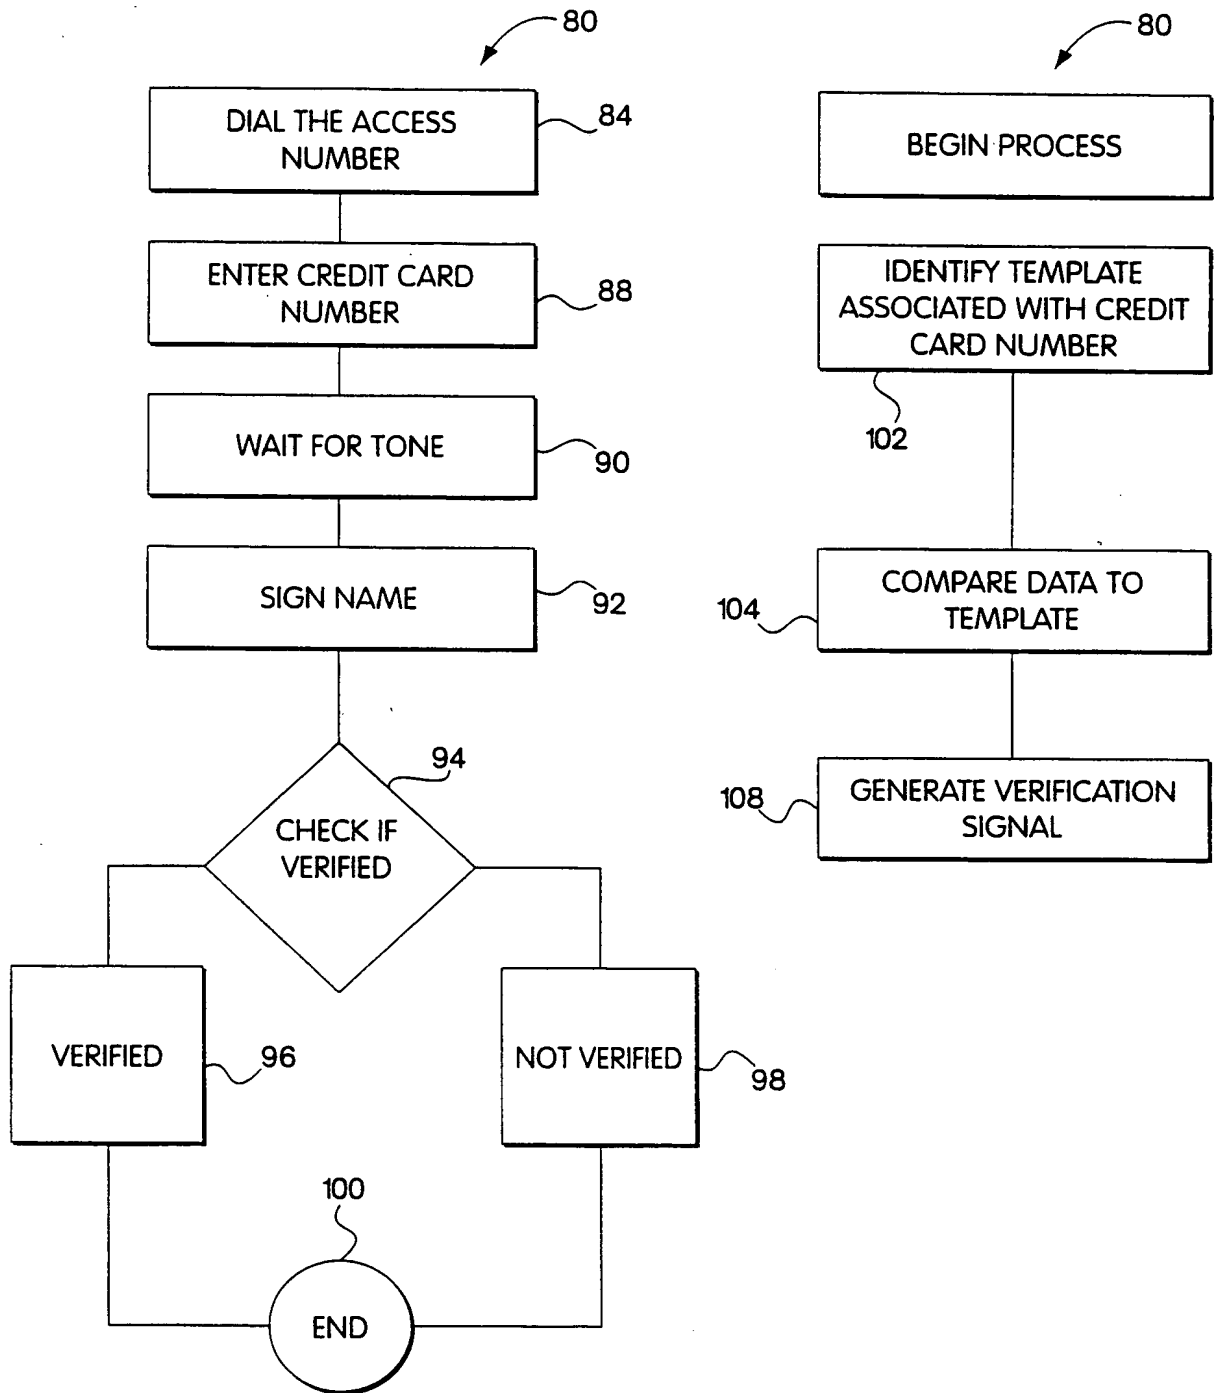 80
DIAL THE ACCESS
NUMBER
84
ENTER CREDIT CARD
NUMBER
88
WAIT FOR TONE
90
SIGN NAME
92
94
CHECK IF
VERIFIED
VERIFIED
96
NOT VERIFIED
98
100
END
80
BEGIN PROCESS
IDENTIFY TEMPLATE
ASSOCIATED WITH CREDIT
CARD NUMBER
102
COMPARE DATA TO
TEMPLATE
104
GENERATE VERIFICATION
SIGNAL
108